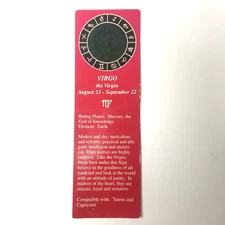 VIRGO
the Virgin
August 23 - September 22
Ruling Planet: Mercury, the
God of Knowledge
Element: Earth
Modest and shy, meticulous
and reliable, practical and dili-
gent, intelligent and analyti-
cal, Virgo natives are highly
creative. Like the Virgin,
those born under this Sign
believe in the goodness of all
mankind and look at the world
with an attitude of purity. In
matters of the heart, they are
sincere, loyal and sensitive.
Compatible with: Taurus and
Capricorn